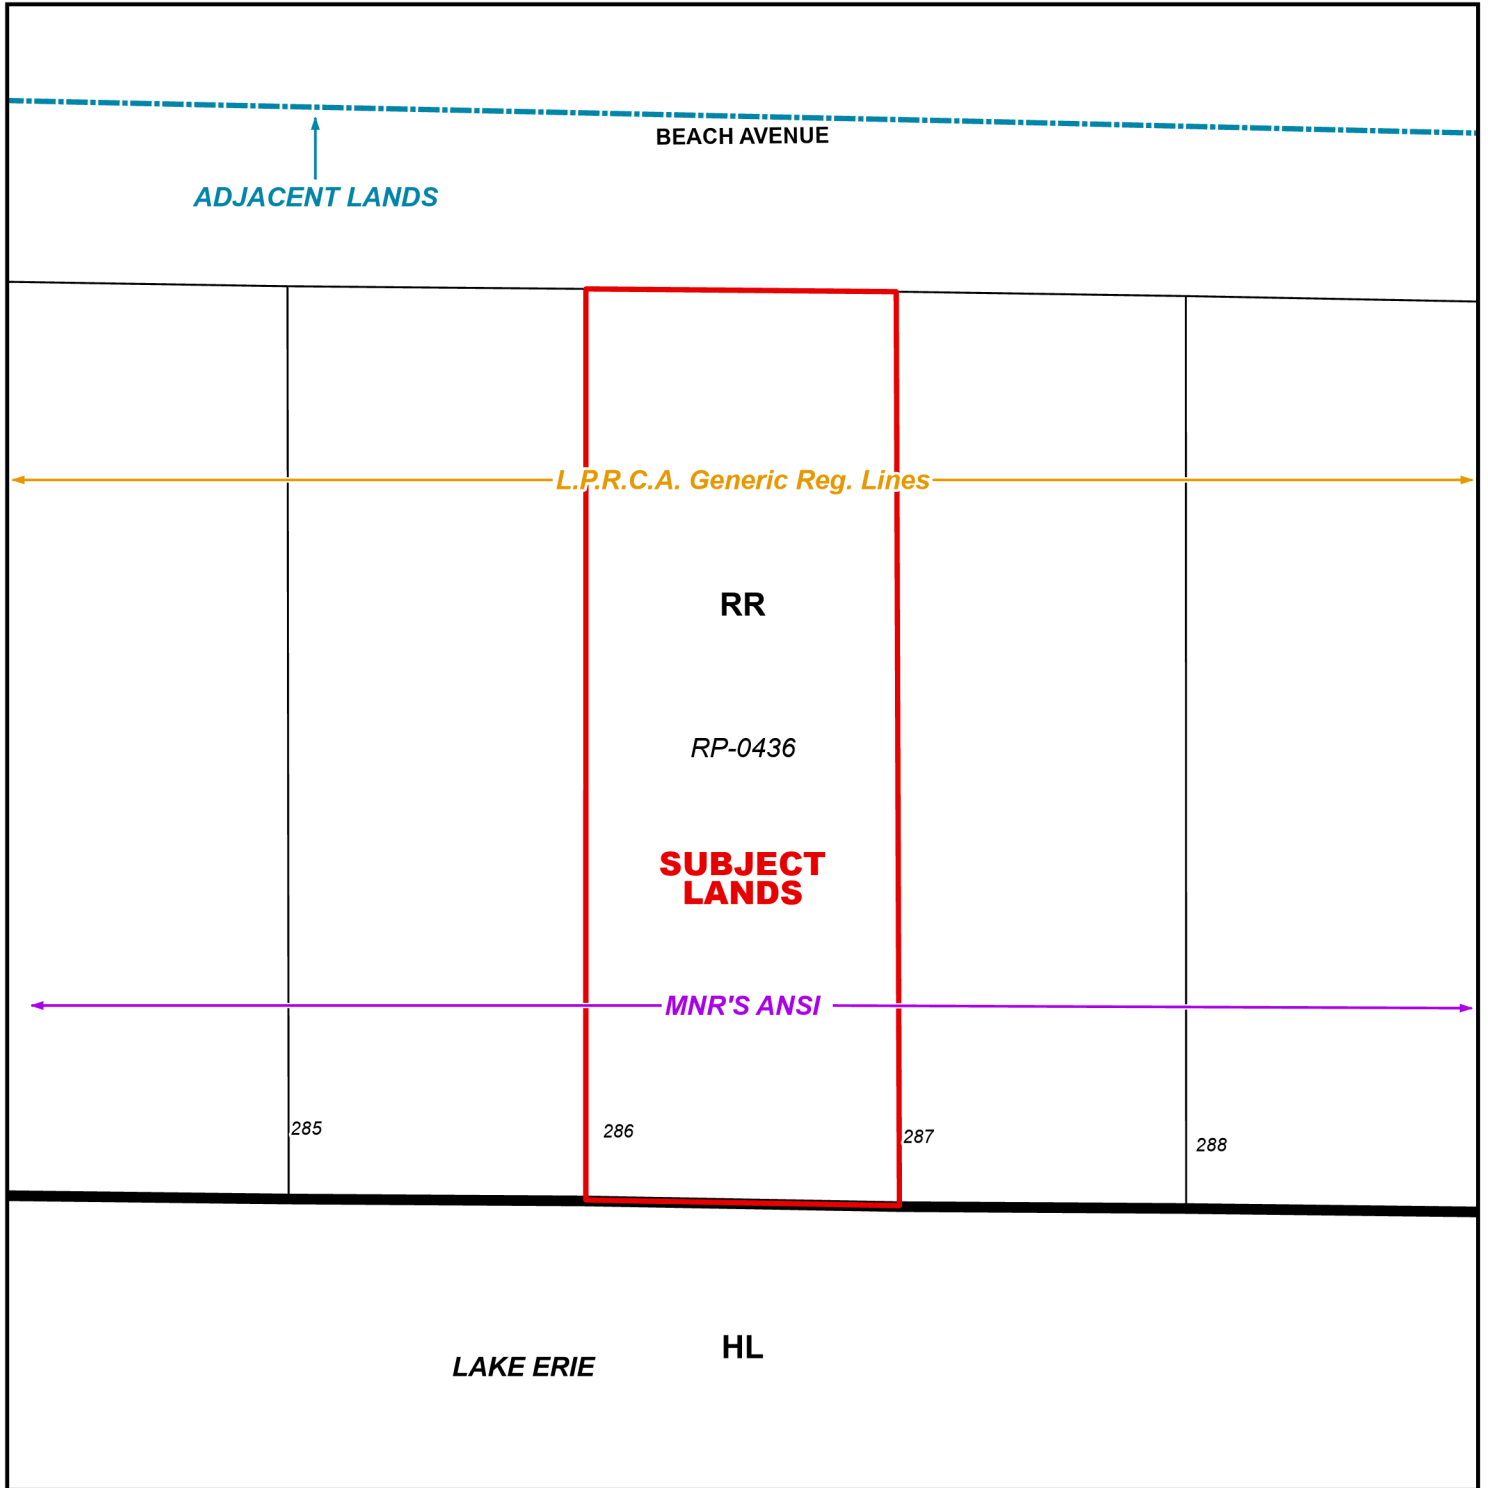 BEACH AVENUE
ADJACENT LANDS
L.P.R.C.A. Generic Reg. Lines
RR
RP-0436
SUBJECT
LANDS
MNR'S ANSI
285
286
287
288
HL
LAKE ERIE